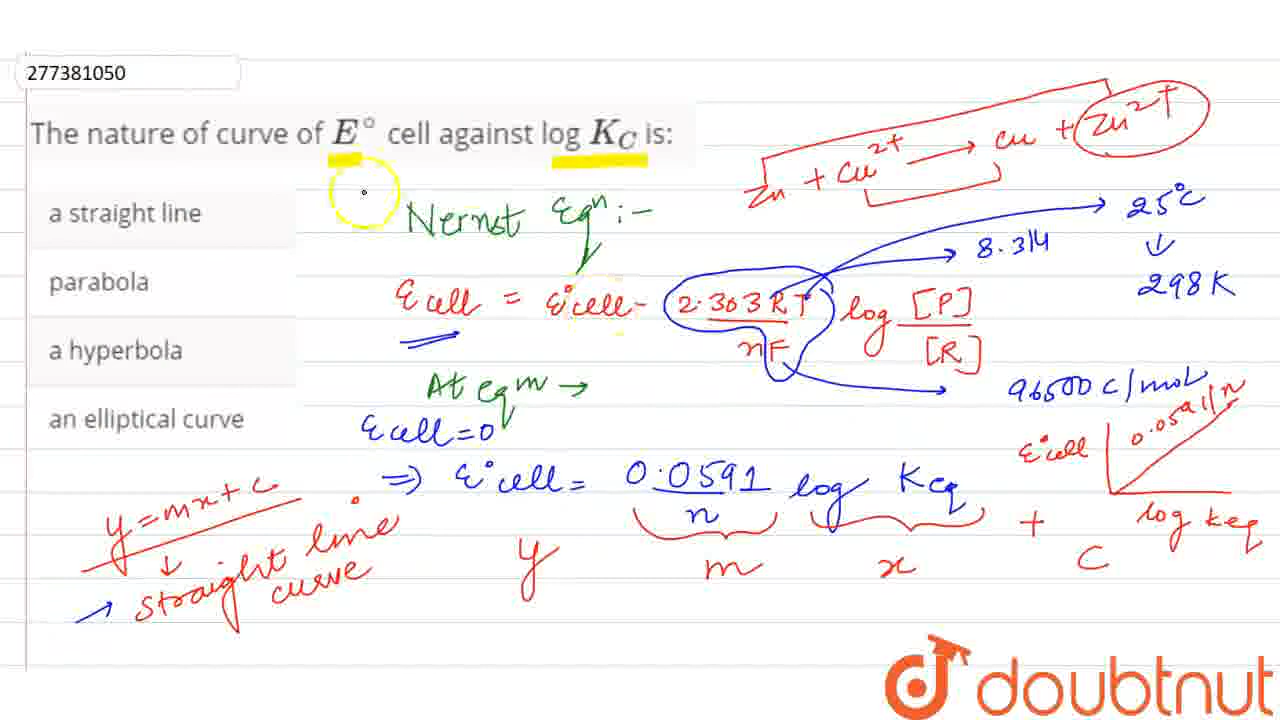 277381050
The nature of curve of E° cell against log K_C is:
a straight line
parabola
a hyperbola
an elliptical curve
Zn + Cu²⁺ → Cu + Zn²⁺
Nernst Eqⁿ :-
25°C
↓
298K
8.314
Ecell = E°cell - 2.303RT/nF log [P]/[R]
96500 C/mol
At eqm →
Ecell = 0
⇒ E°cell = 0.0591/n log Keq
y m x + C
y = mx + c
↓
→ straight line curve
E°cell
0.0591/n
log Keq
doubtnut